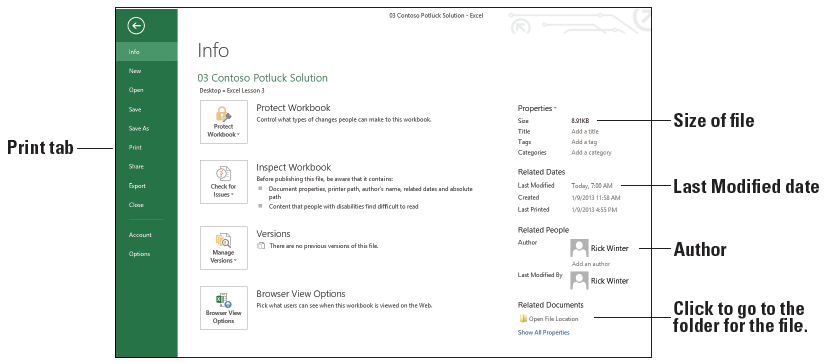 03 Contoso Potluck Solution - Excel
Info
New
Open
Save
Save As
Print
Share
Export
Close
Account
Options
Print tab
Info
03 Contoso Potluck Solution
Desktop » Excel Lesson 3
Protect
Workbook
Protect Workbook
Control what types of changes people can make to this workbook.
Check for
Issues
Inspect Workbook
Before publishing this file, be aware that it contains:
Document properties, printer path, author's name, related dates and absolute
path
Content that people with disabilities find difficult to read
Manage
Versions
Versions
There are no previous versions of this file.
Browser View
Options
Browser View Options
Pick what users can see when this workbook is viewed on the Web.
Properties
Size 8.91KB
Title Add a title
Tags Add a tag
Categories Add a category
Related Dates
Last Modified Today, 7:00 AM
Created 1/9/2013 11:58 AM
Last Printed 1/9/2013 4:55 PM
Related People
Author Rick Winter
Add an author
Last Modified By Rick Winter
Related Documents
Open File Location
Show All Properties
Size of file
Last Modified date
Author
Click to go to the
folder for the file.